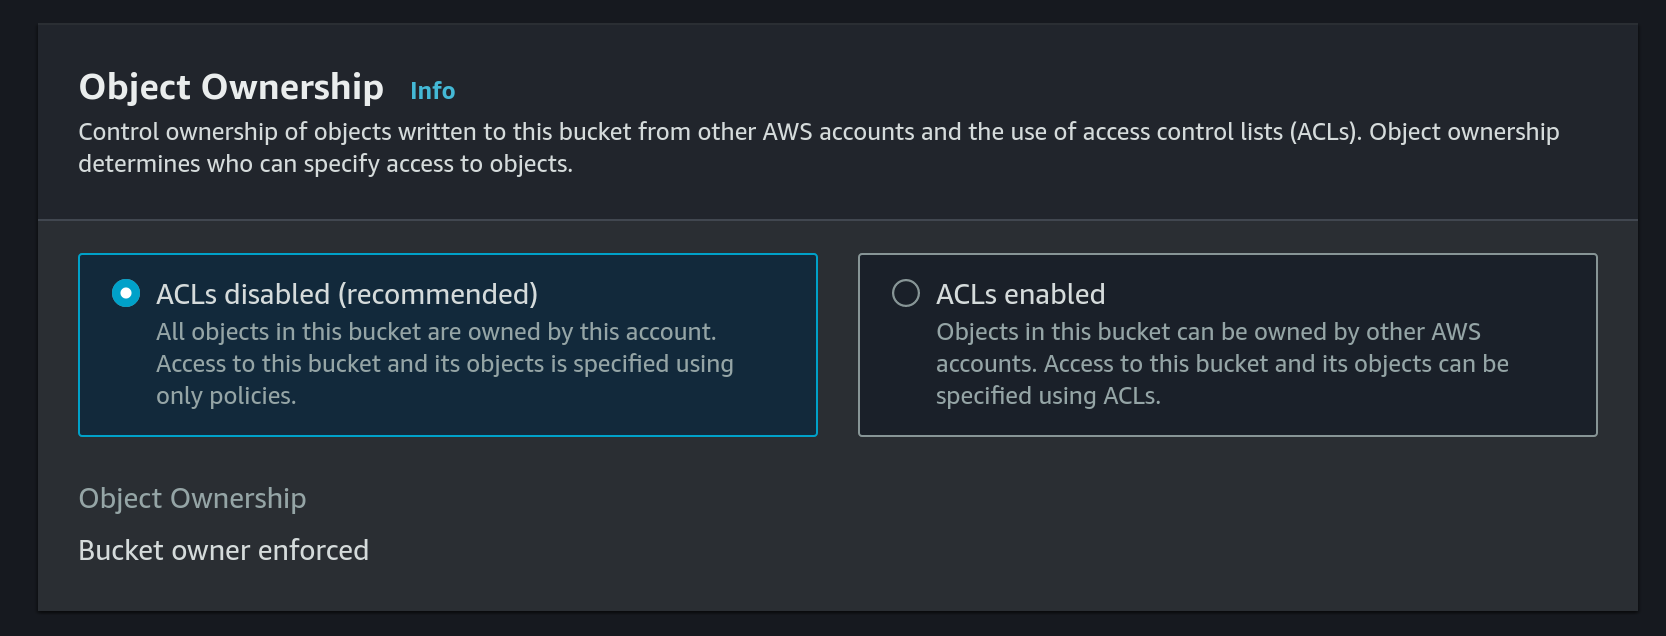 Object Ownership Info
Control ownership of objects written to this bucket from other AWS accounts and the use of access control lists (ACLs). Object ownership
determines who can specify access to objects.
ACLs disabled (recommended)
All objects in this bucket are owned by this account.
Access to this bucket and its objects is specified using
only policies.
ACLs enabled
Objects in this bucket can be owned by other AWS
accounts. Access to this bucket and its objects can be
specified using ACLs.
Object Ownership
Bucket owner enforced